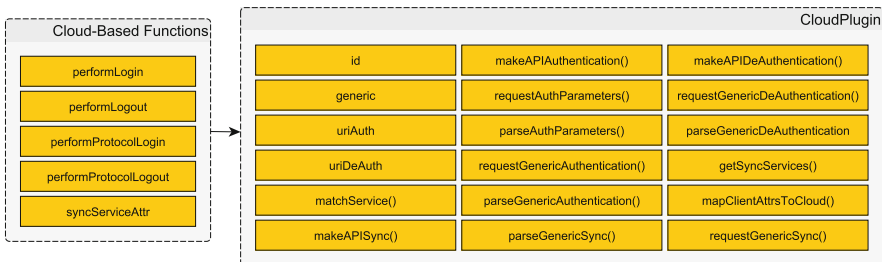 Cloud-Based Functions
performLogin
performLogout
performProtocolLogin
performProtocolLogout
syncServiceAttr
CloudPlugin
id
makeAPIAuthentication()
makeAPIDeAuthentication()
generic
requestAuthParameters()
requestGenericDeAuthentication()
uriAuth
parseAuthParameters()
parseGenericDeAuthentication
uriDeAuth
requestGenericAuthentication()
getSyncServices()
matchService()
parseGenericAuthentication()
mapClientAttrsToCloud()
makeAPISync()
parseGenericSync()
requestGenericSync()